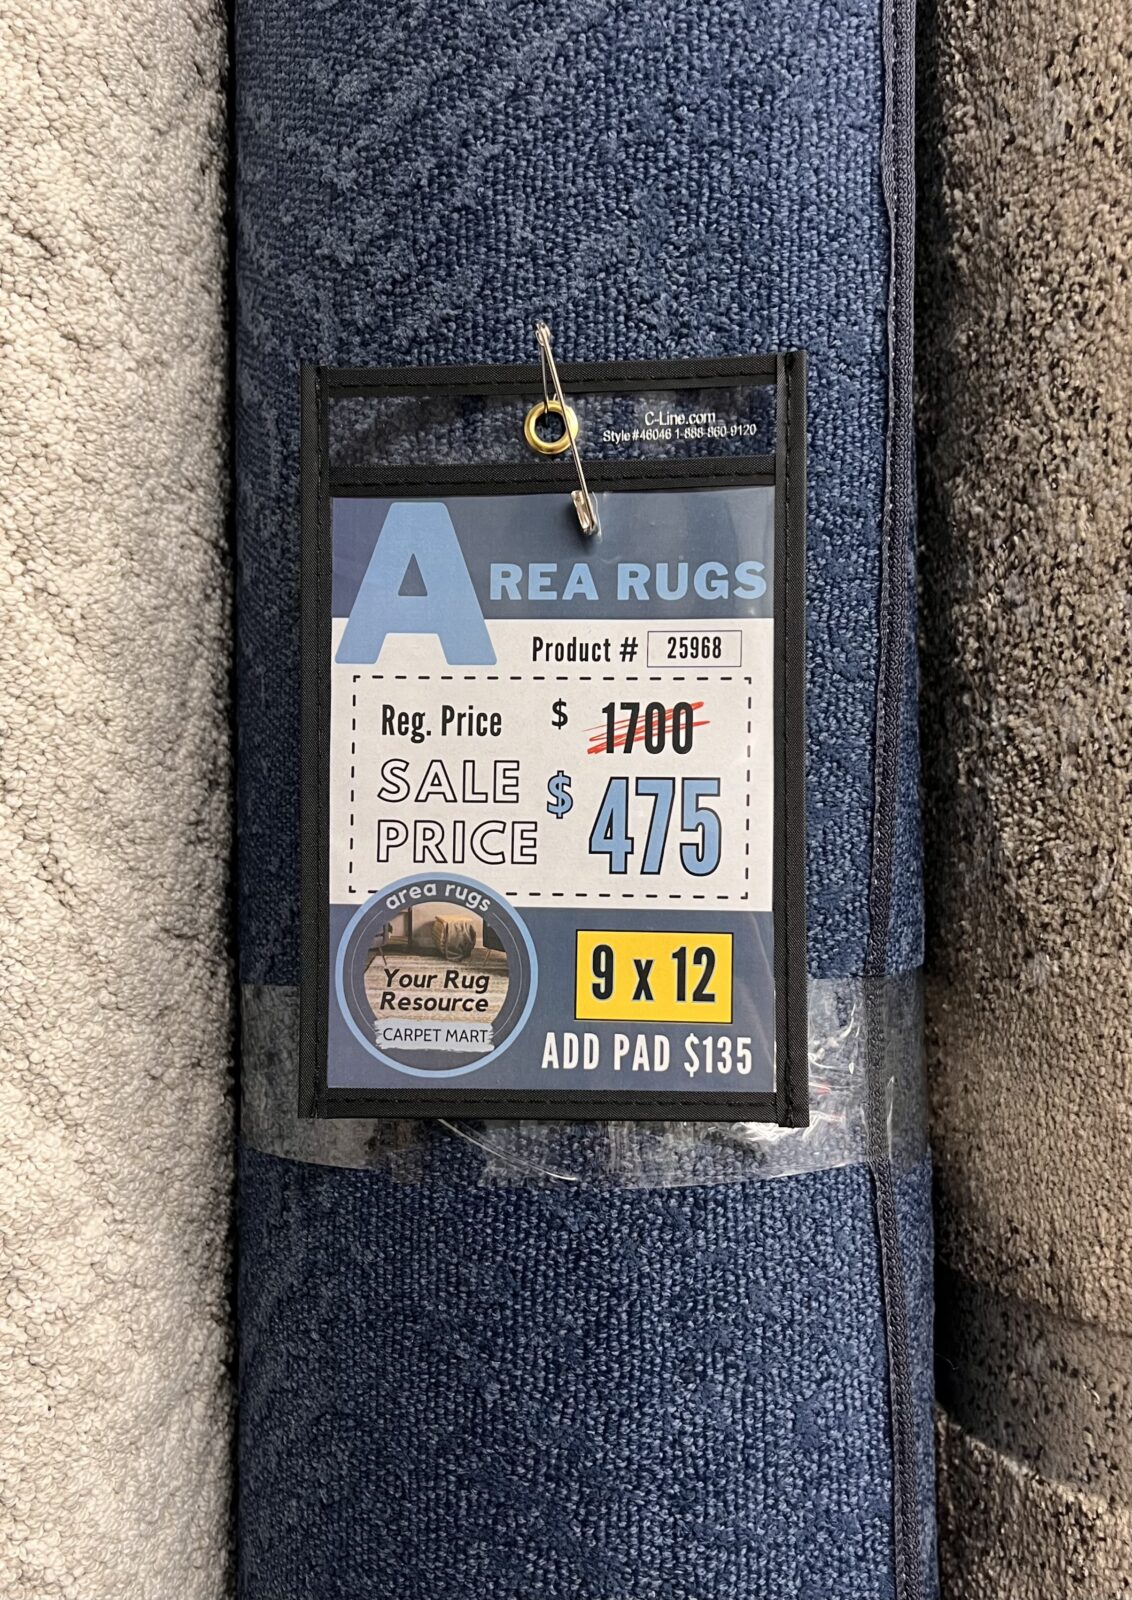 C-Line.com
Style #46046 1-888-860-9120
AREA RUGS
Product # 25968
Reg. Price $ 1700
SALE PRICE $ 475
area rugs
Your Rug
Resource
CARPET MART
9 x 12
ADD PAD $135